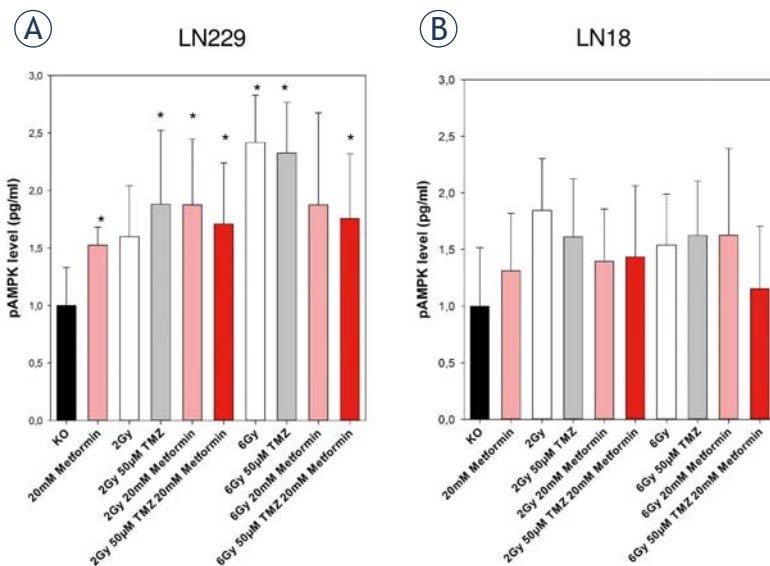 A
LN229
pAMPK level (pg/ml)
3,0
2,5
2,0
1,5
1,0
0,5
0,0
*
*
*
*
*
*
*
KO
20mM Metformin
2Gy
2Gy 50µM TMZ
2Gy 20mM Metformin
2Gy 50µM TMZ 20mM Metformin
6Gy
6Gy 50µM TMZ
6Gy 20mM Metformin
6Gy 50µM TMZ 20mM Metformin
B
LN18
pAMPK level (pg/ml)
3,0
2,5
2,0
1,5
1,0
0,5
0,0
KO
20mM Metformin
2Gy
2Gy 50µM TMZ
2Gy 20mM Metformin
2Gy 50µM TMZ 20mM Metformin
6Gy
6Gy 50µM TMZ
6Gy 20mM Metformin
6Gy 50µM TMZ 20mM Metformin